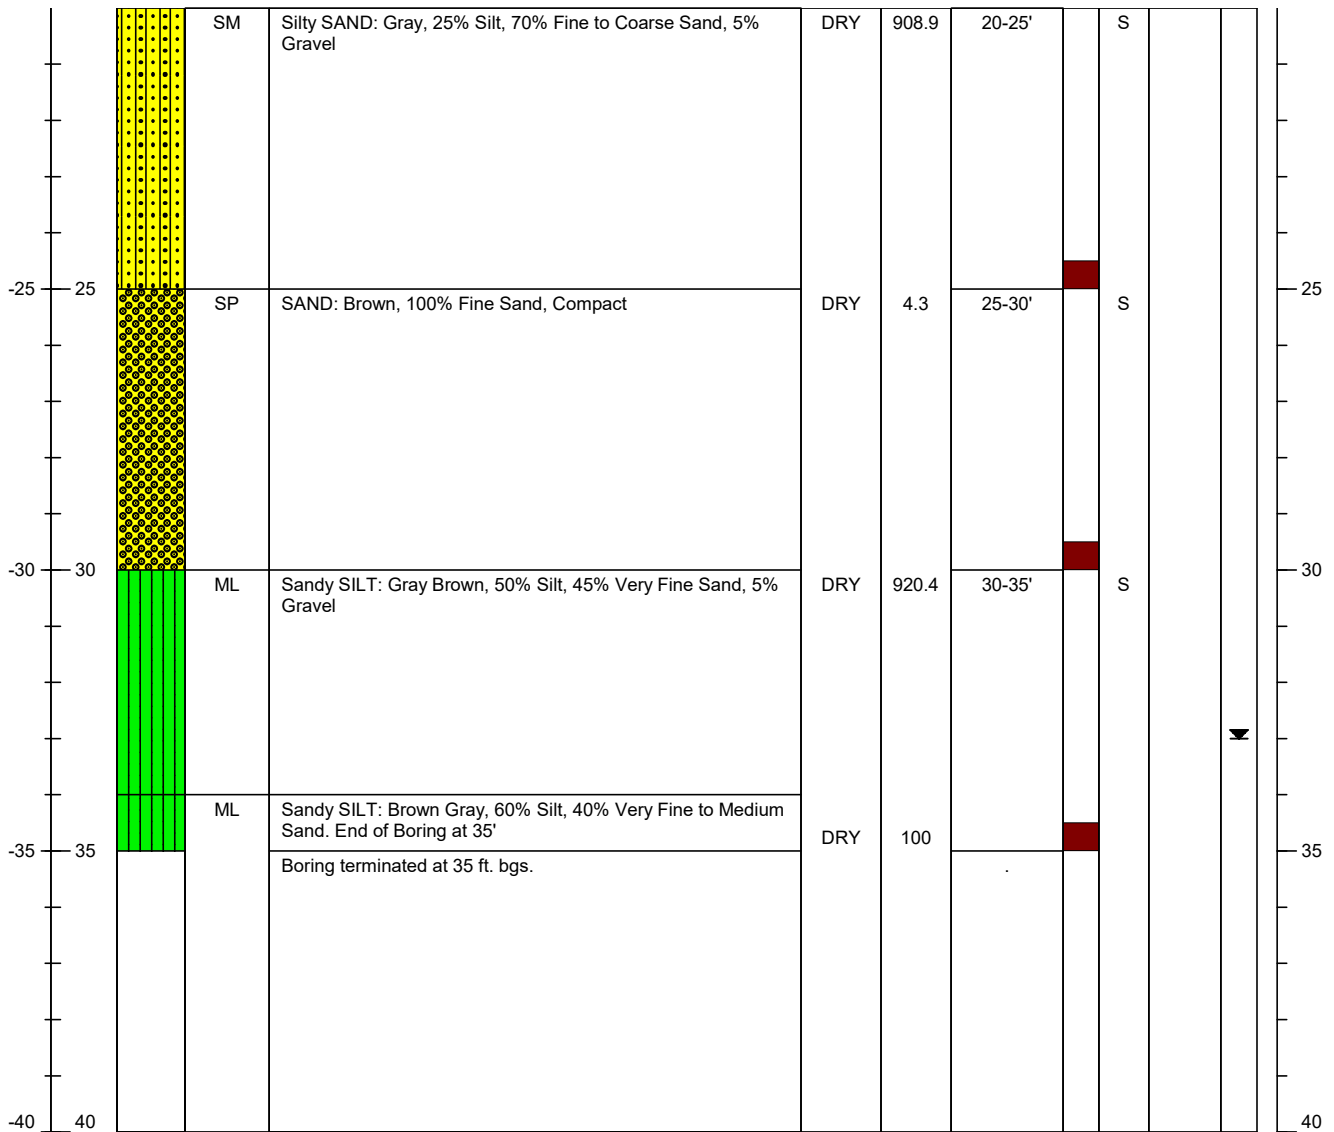 SM Silty SAND: Gray, 25% Silt, 70% Fine to Coarse Sand, 5% DRY 908.9 20-25' S
Gravel
-25 25 25
SP SAND: Brown, 100% Fine Sand, Compact DRY 4.3 25-30' S
-30 30 30
ML Sandy SILT: Gray Brown, 50% Silt, 45% Very Fine Sand, 5% DRY 920.4 30-35' S
Gravel
ML Sandy SILT: Brown Gray, 60% Silt, 40% Very Fine to Medium
Sand. End of Boring at 35' DRY 100
-35 35 35
Boring terminated at 35 ft. bgs. .
-40 40 40